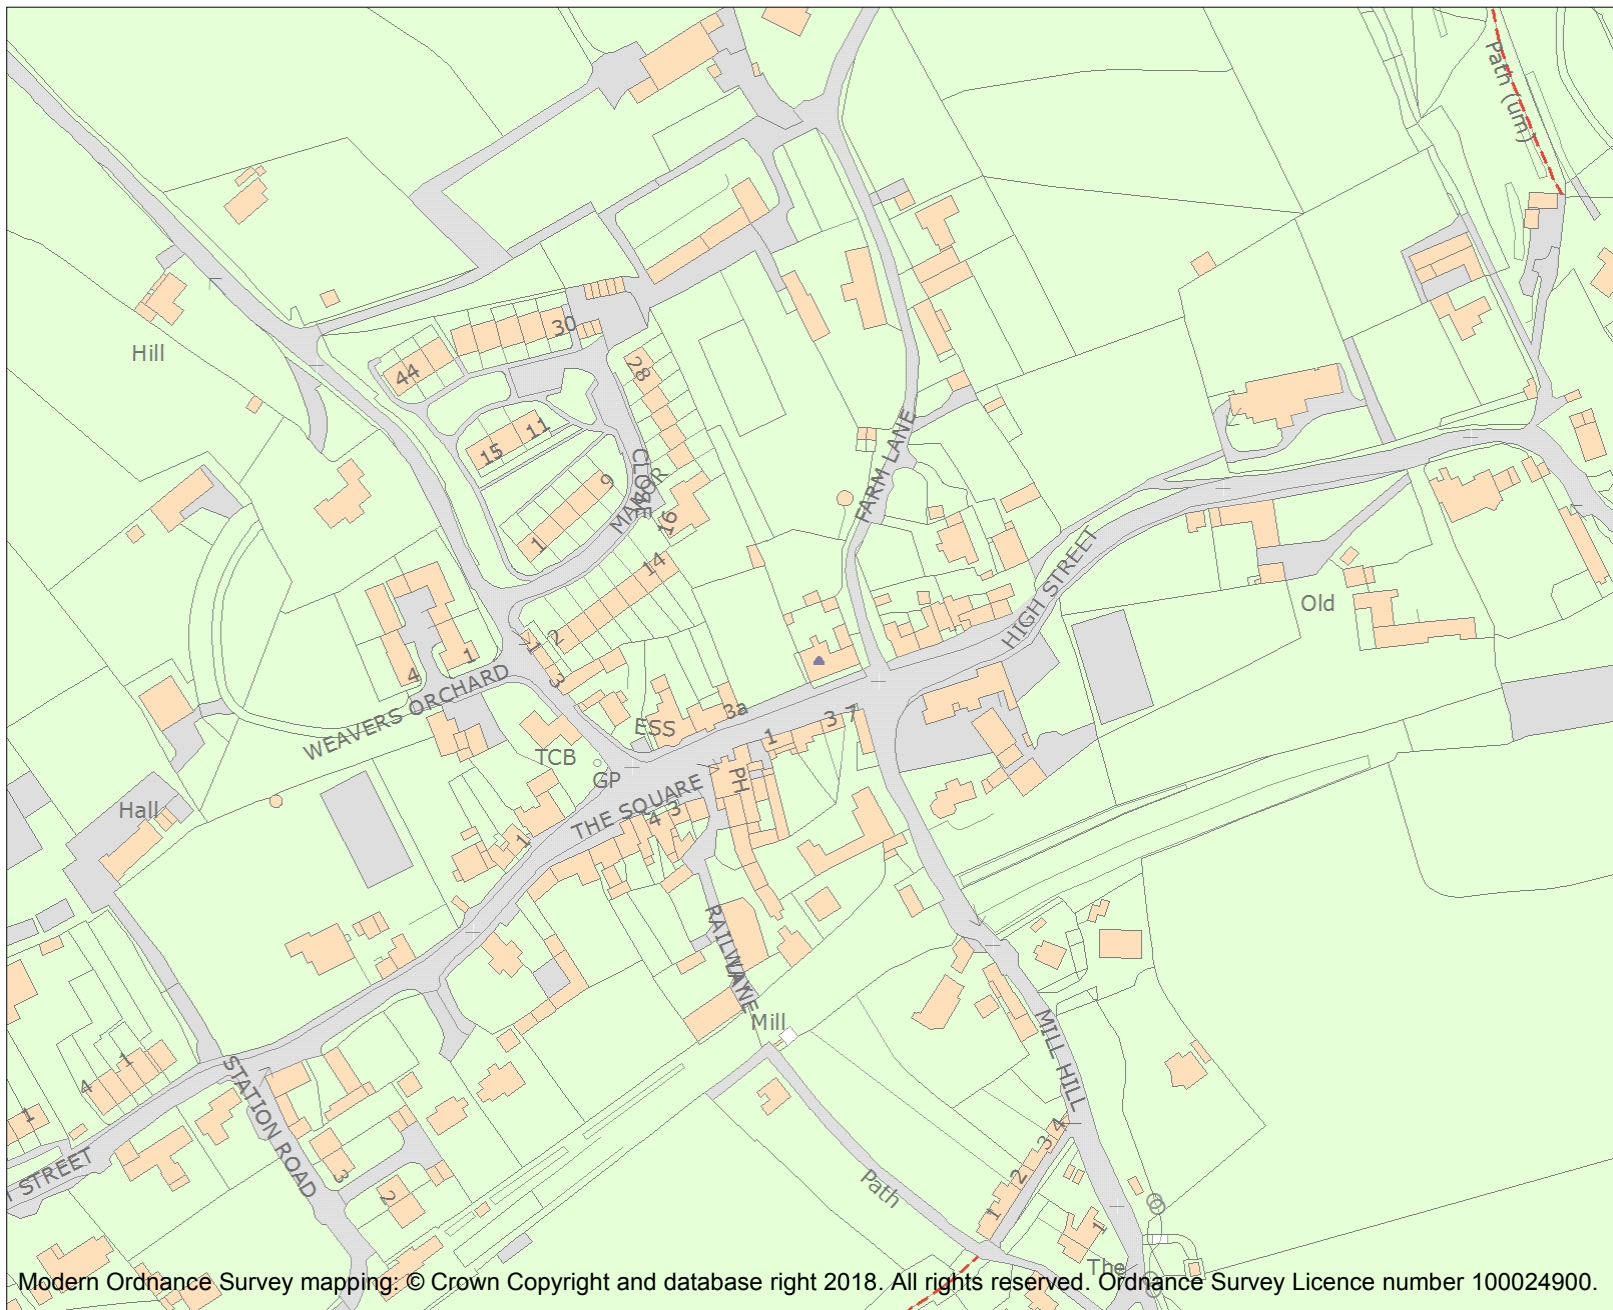 Path (um)
30
Hill
28
44
11
15
CLOSE
MANOR
9
FARM LANE
16
1
14
HIGH STREET
Old
1
2
1
4
3
WEAVERS ORCHARD
3a
3
7
ESS
1
TCB
GP
PH
THE SQUARE
3
4
Hall
1
RAILWAY
LANE
Mill
MILL HILL
1
4
1
STATION ROAD
3
2
STREET
4
3
2
1
Path
1
The
Modern Ordnance Survey mapping: © Crown Copyright and database right 2018. All rights reserved. Ordnance Survey Licence number 100024900.